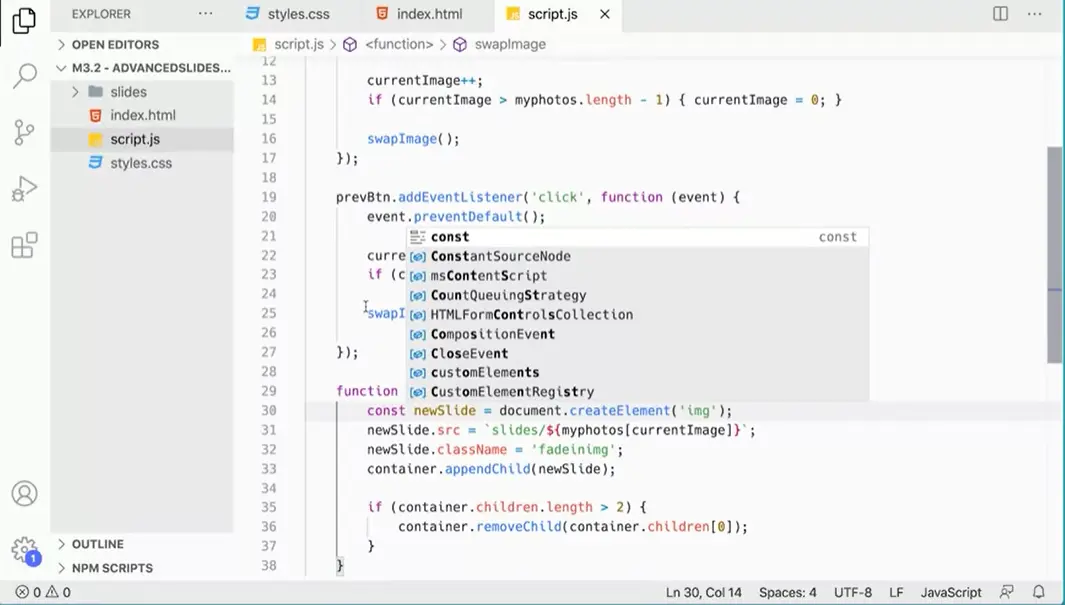 EXPLORER
···
styles.css
index.html
script.js
···
OPEN EDITORS
script.js > <function> > swapImage
M3.2 - ADVANCEDSLIDES...
slides
index.html
script.js
styles.css
12
13 currentImage++;
14 if (currentImage > myphotos.length - 1) { currentImage = 0; }
15
16 swapImage();
17 });
18
19 prevBtn.addEventListener('click', function (event) {
20 event.preventDefault();
21
22 curre
23 if (c
24
25 swapI
26
27 });
28
29 function
const const
ConstantSourceNode
msContentScript
CountQueuingStrategy
HTMLFormControlsCollection
CompositionEvent
CloseEvent
customElements
CustomElementRegistry
30 const newSlide = document.createElement('img');
31 newSlide.src = `slides/${myphotos[currentImage]}`;
32 newSlide.className = 'fadeinimg';
33 container.appendChild(newSlide);
34
35 if (container.children.length > 2) {
36 container.removeChild(container.children[0]);
37 }
38 }
OUTLINE
NPM SCRIPTS
1
0 0
Ln 30, Col 14
Spaces: 4
UTF-8
LF
JavaScript